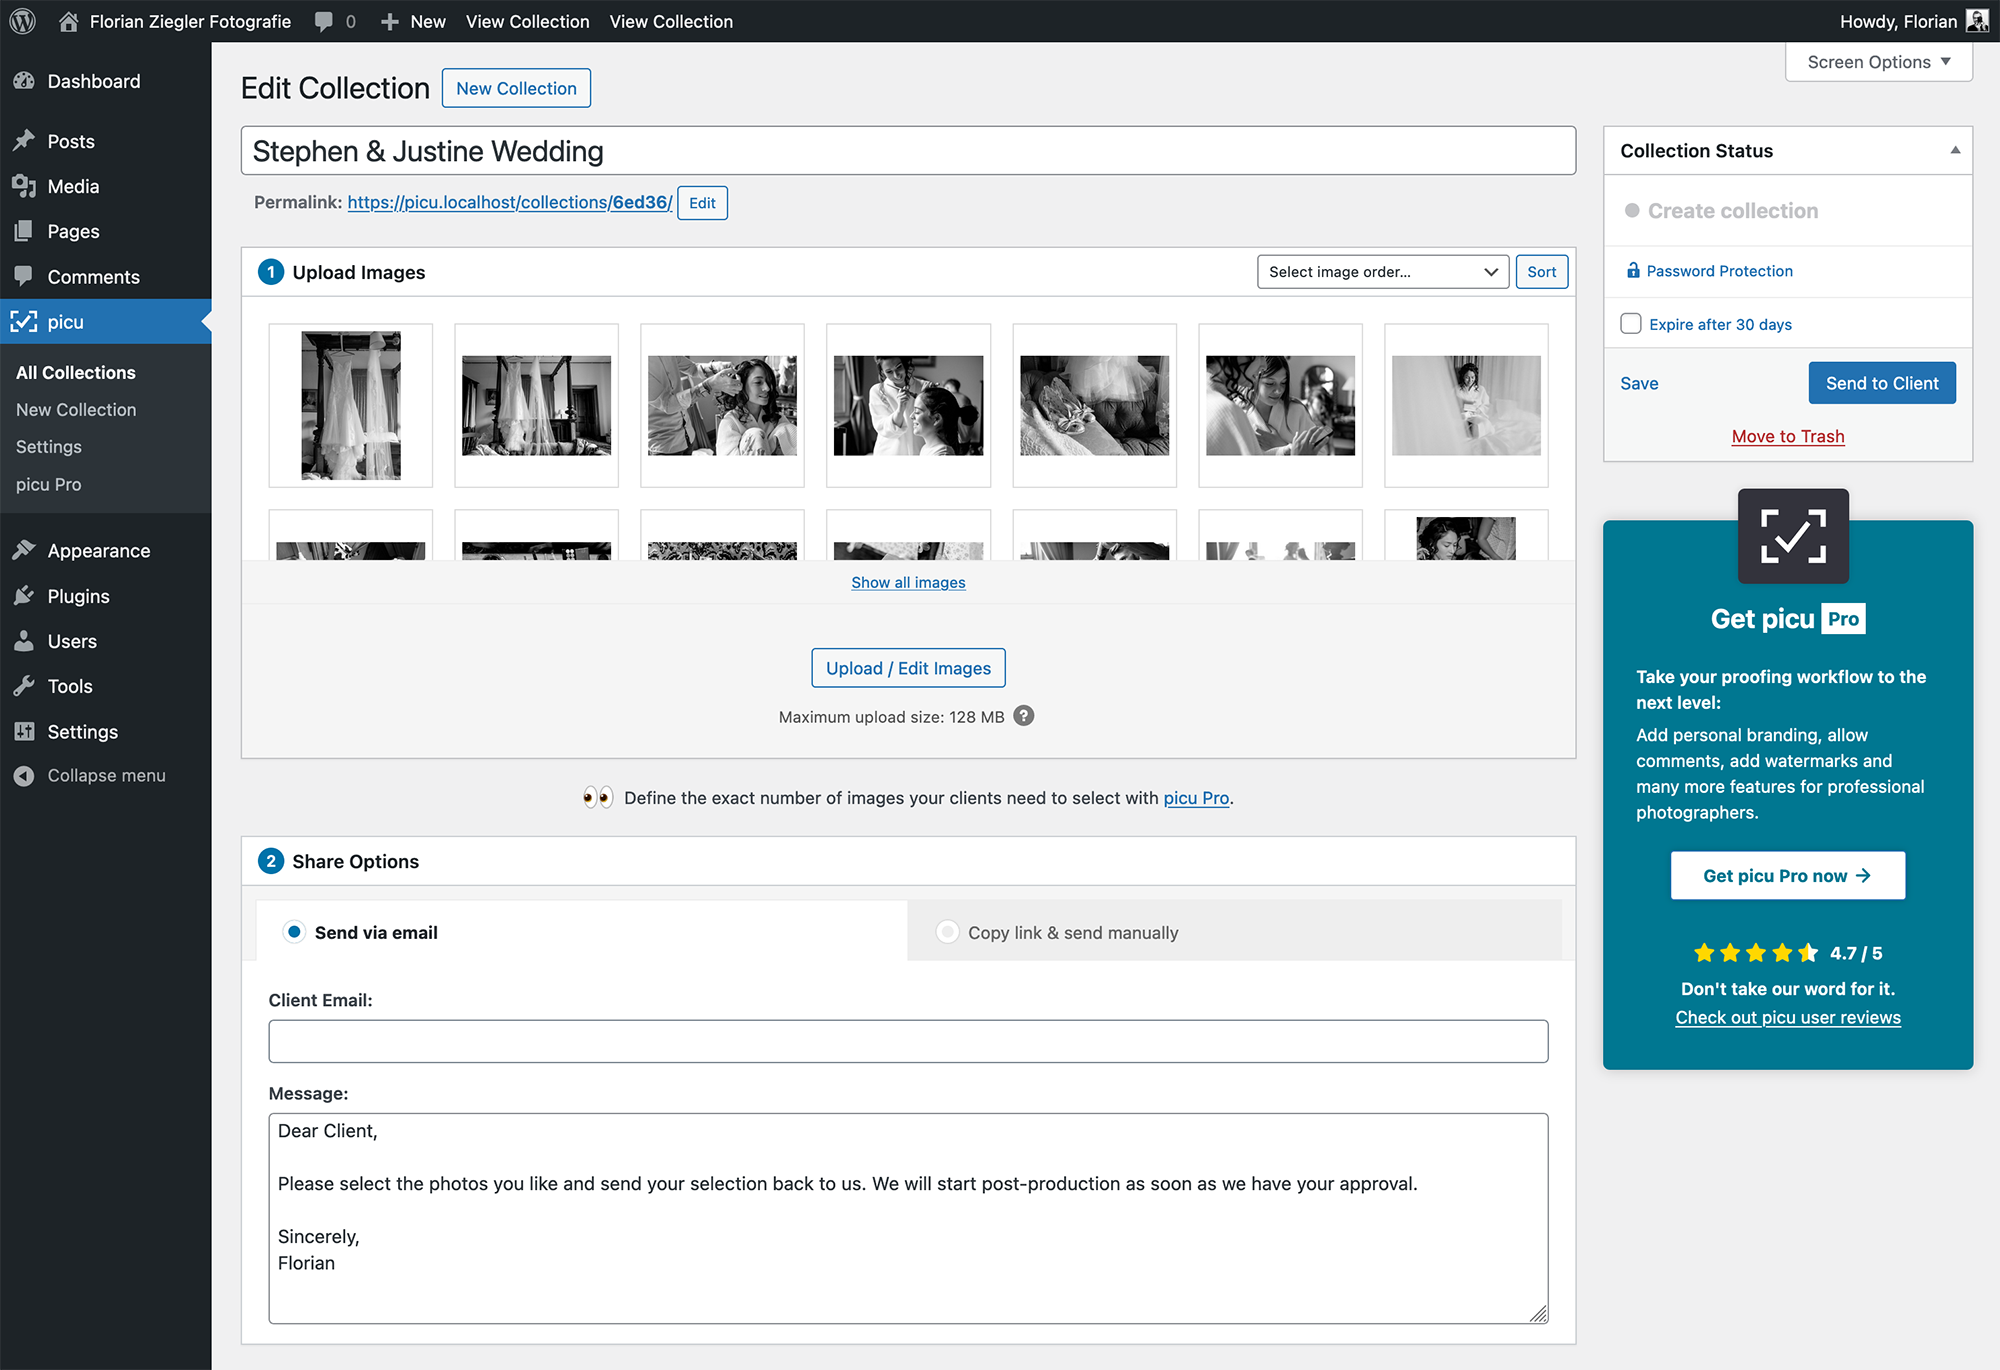 Florian Ziegler Fotografie 0 New View Collection View Collection Howdy, Florian
Screen Options
Dashboard
Posts
Media
Pages
Comments
picu
All Collections
New Collection
Settings
picu Pro
Appearance
Plugins
Users
Tools
Settings
Collapse menu
Edit Collection New Collection
Stephen & Justine Wedding
Permalink: https://picu.localhost/collections/6ed36/ Edit
1 Upload Images Select image order... Sort
Show all images
Upload / Edit Images
Maximum upload size: 128 MB ?
Define the exact number of images your clients need to select with picu Pro.
2 Share Options
Send via email Copy link & send manually
Client Email:
Message:
Dear Client,
Please select the photos you like and send your selection back to us. We will start post-production as soon as we have your approval.
Sincerely,
Florian
Collection Status
Create collection
Password Protection
Expire after 30 days
Save Send to Client
Move to Trash
Get picu Pro
Take your proofing workflow to the
next level:
Add personal branding, allow
comments, add watermarks and
many more features for professional
photographers.
Get picu Pro now →
4.7 / 5
Don't take our word for it.
Check out picu user reviews